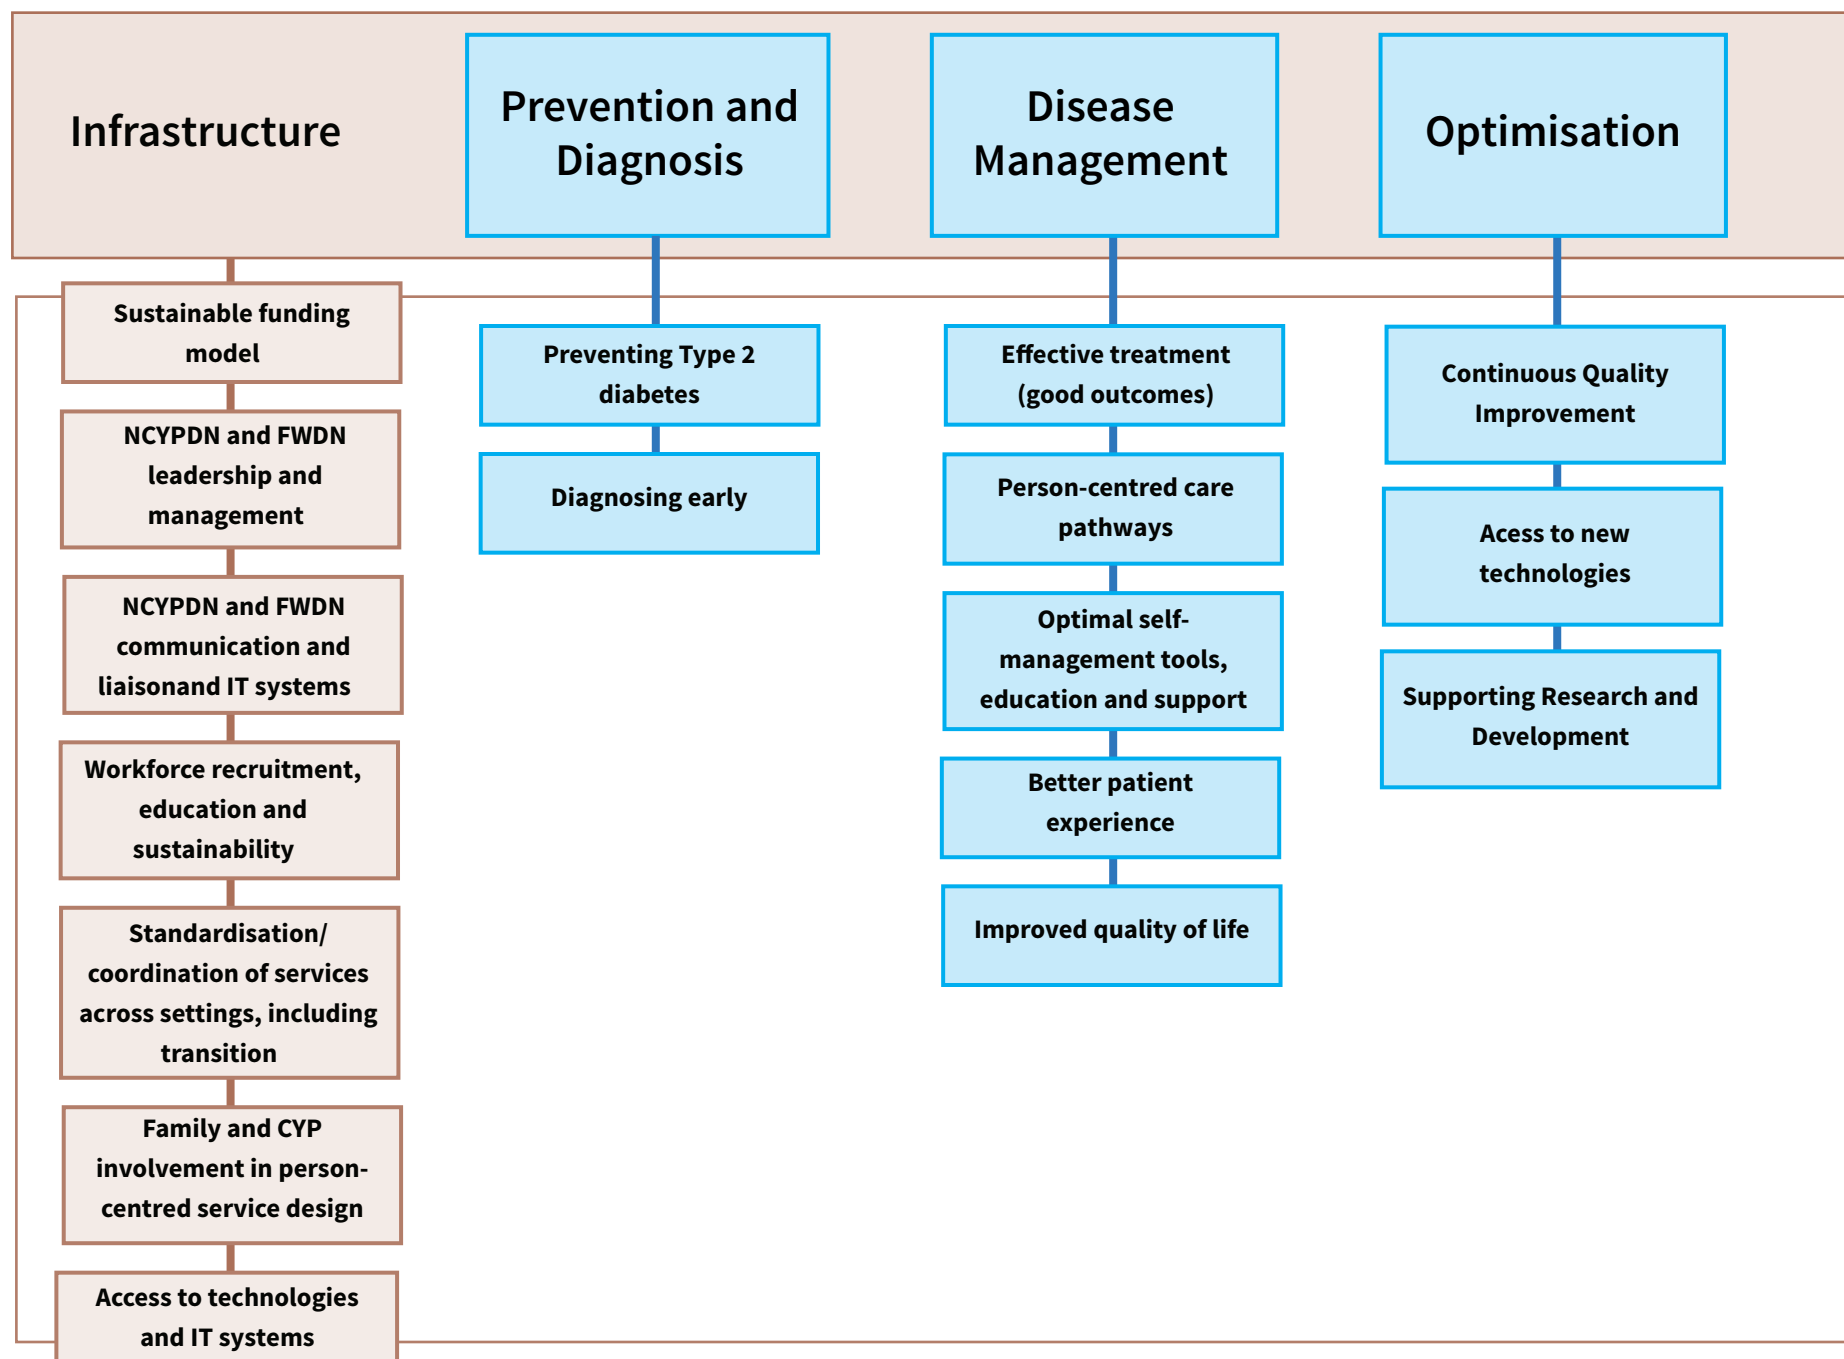 Infrastructure
Prevention and
Diagnosis
Disease
Management
Optimisation
Sustainable funding
model
NCYPDN and FWDN
leadership and
management
NCYPDN and FWDN
communication and
liaisonand IT systems
Workforce recruitment,
education and
sustainability
Standardisation/
coordination of services
across settings, including
transition
Family and CYP
involvement in person-
centred service design
Access to technologies
and IT systems
Preventing Type 2
diabetes
Diagnosing early
Effective treatment
(good outcomes)
Person-centred care
pathways
Optimal self-
management tools,
education and support
Better patient
experience
Improved quality of life
Continuous Quality
Improvement
Acess to new
technologies
Supporting Research and
Development